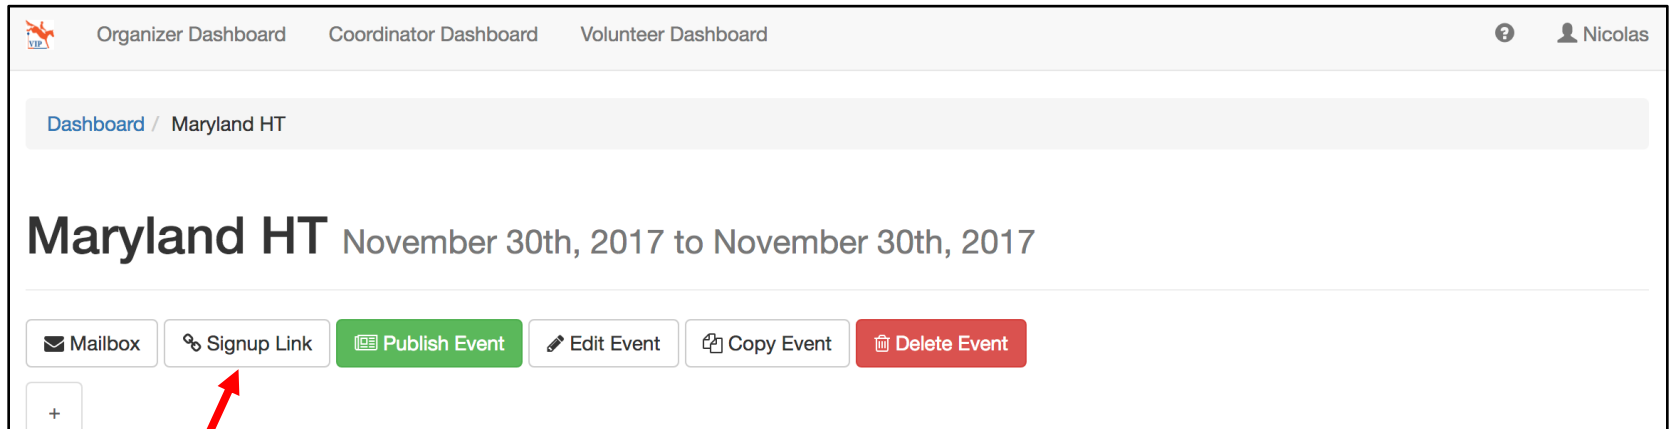 VIP Organizer Dashboard Coordinator Dashboard Volunteer Dashboard ? Nicolas
Dashboard / Maryland HT
Maryland HT November 30th, 2017 to November 30th, 2017
Mailbox Signup Link Publish Event Edit Event Copy Event Delete Event
+